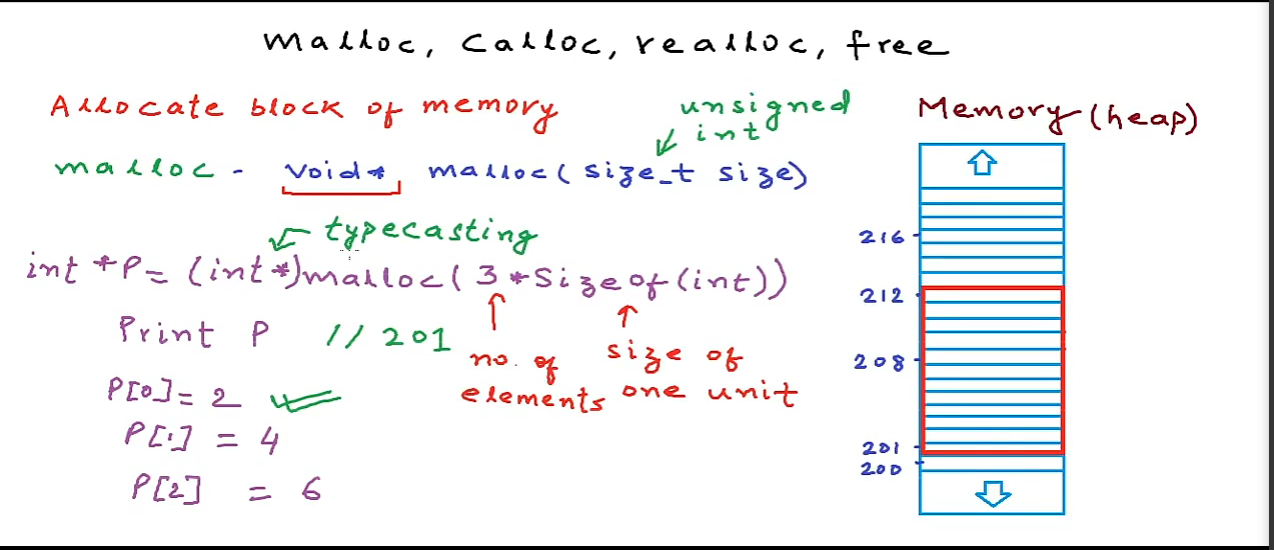 malloc, calloc, realloc, free
Allocate block of memory
unsigned
int
Memory (heap)
malloc - void* malloc(size_t size)
typecasting
int *P= (int*)malloc(3*Sizeof(int))
Print P // 201
no. of
elements
size of
one unit
P[0]= 2
P[1] = 4
P[2] = 6
216
212
208
201
200